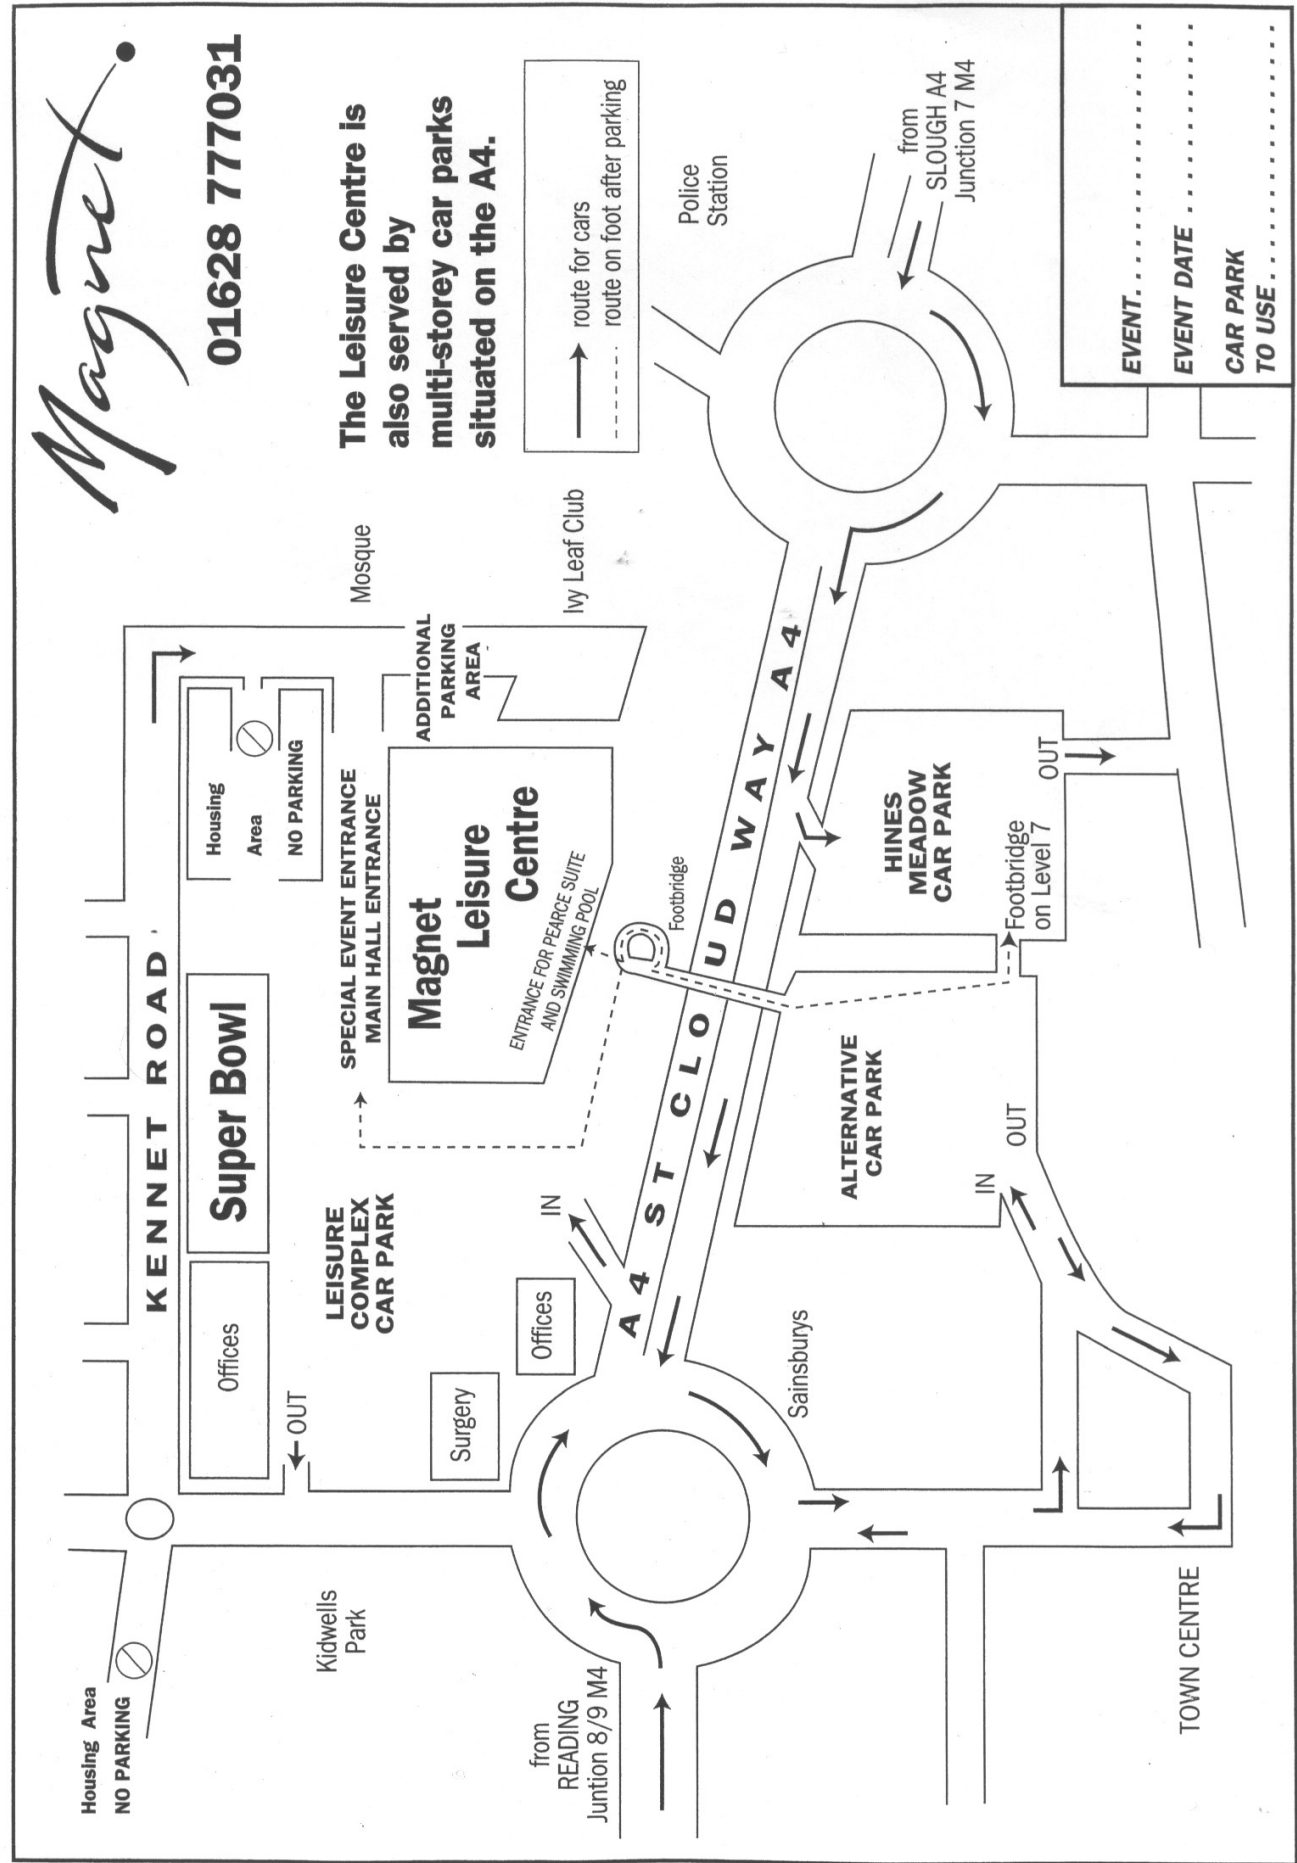 Magnet
01628 777031
The Leisure Centre is
also served by
multi-storey car parks
situated on the A4.
route for cars
route on foot after parking
Housing Area
NO PARKING
KENNET ROAD
Offices
Super Bowl
Housing
Area
NO PARKING
OUT
LEISURE
COMPLEX
CAR PARK
SPECIAL EVENT ENTRANCE
MAIN HALL ENTRANCE
Mosque
ADDITIONAL
PARKING
AREA
Magnet
Leisure
Centre
ENTRANCE FOR PEARCE SUITE
AND SWIMMING POOL
Ivy Leaf Club
Kidwells
Park
Surgery
Offices
IN
Footbridge
Police
Station
from
READING
Juntion 8/9 M4
A4 ST CLOUD WAY A4
from
SLOUGH A4
Junction 7 M4
Sainsburys
ALTERNATIVE
CAR PARK
HINES
MEADOW
CAR PARK
IN
OUT
Footbridge
on Level 7
OUT
TOWN CENTRE
EVENT..........................
EVENT DATE ..................
CAR PARK
TO USE.........................